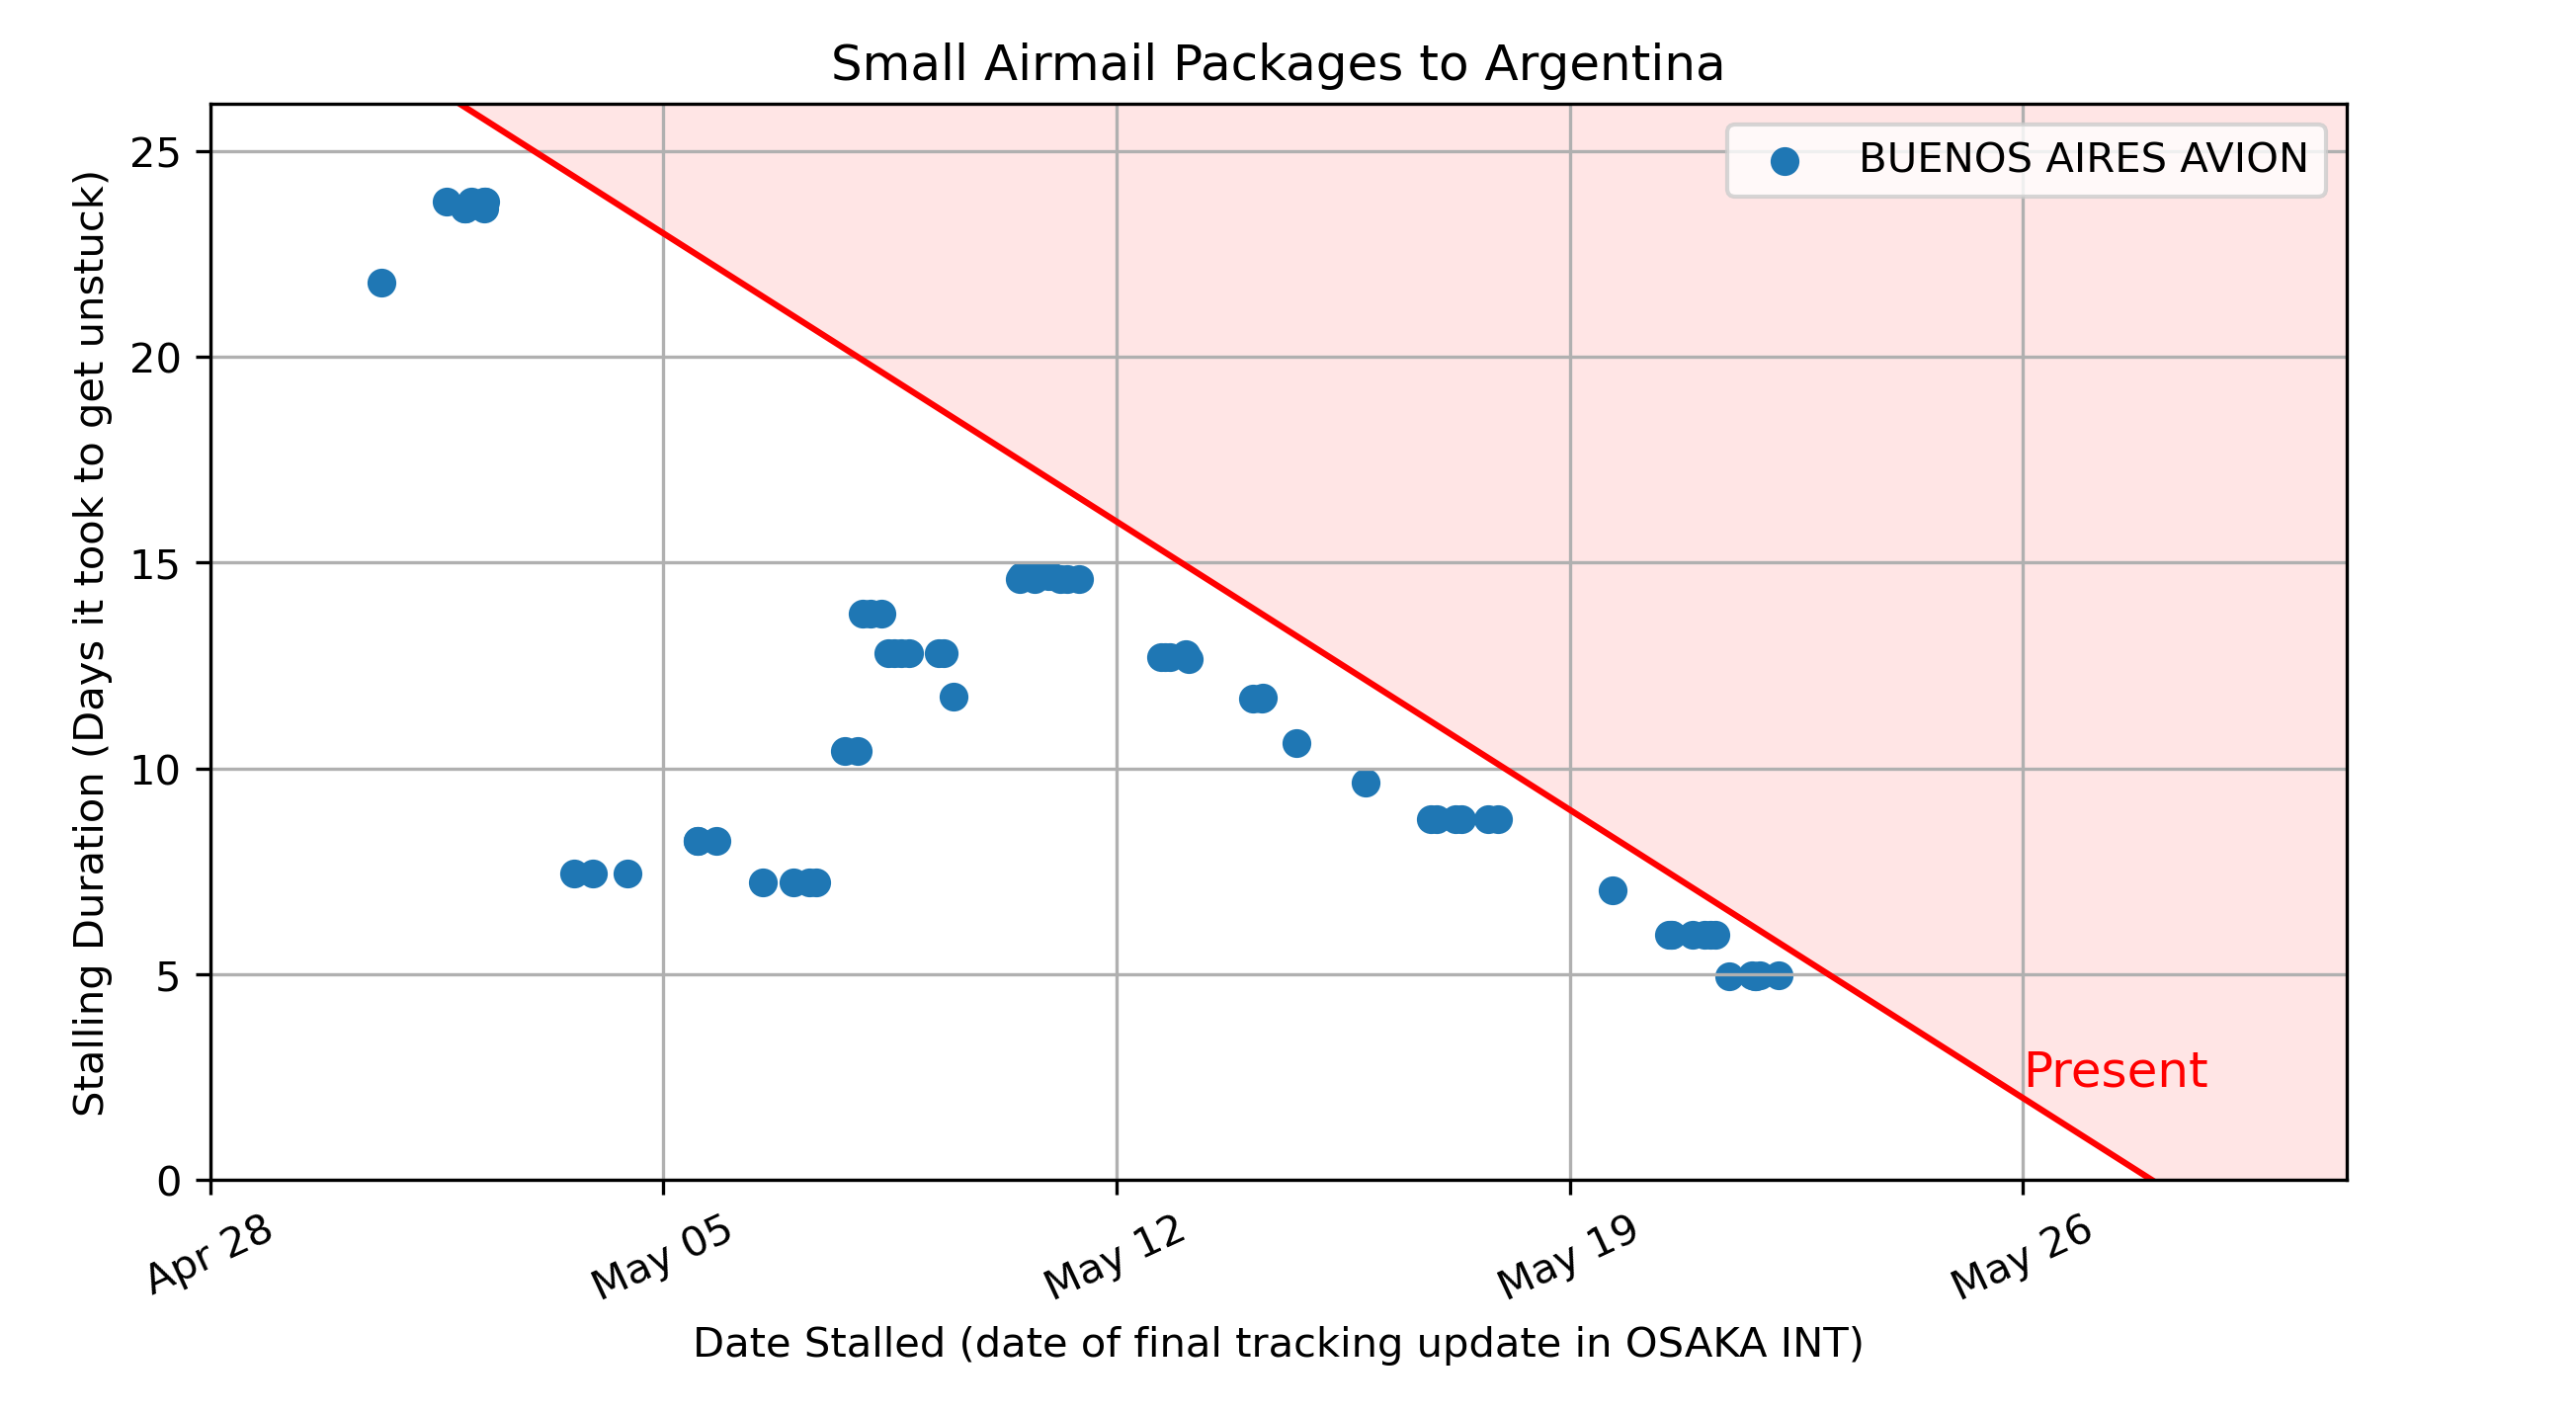 Small Airmail Packages to Argentina
BUENOS AIRES AVION
Stalling Duration (Days it took to get unstuck)
25
20
15
10
5
0
Present
Apr 28
May 05
May 12
May 19
May 26
Date Stalled (date of final tracking update in OSAKA INT)